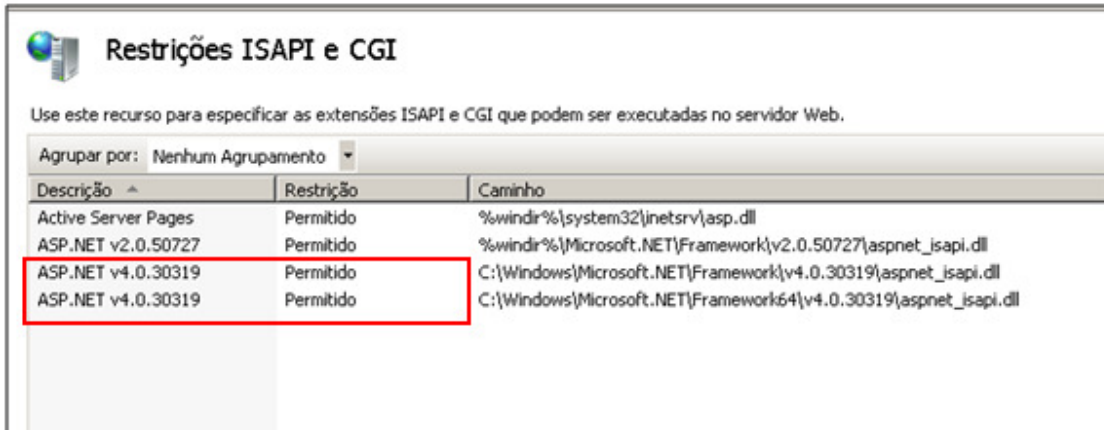 Restrições ISAPI e CGI
Use este recurso para especificar as extensões ISAPI e CGI que podem ser executadas no servidor Web.
Agrupar por: Nenhum Agrupamento
Descrição Restrição Caminho
Active Server Pages Permitido %windir%\system32\inetsrv\asp.dll
ASP.NET v2.0.50727 Permitido %windir%\Microsoft.NET\Framework\v2.0.50727\aspnet_isapi.dll
ASP.NET v4.0.30319 Permitido C:\Windows\Microsoft.NET\Framework\v4.0.30319\aspnet_isapi.dll
ASP.NET v4.0.30319 Permitido C:\Windows\Microsoft.NET\Framework64\v4.0.30319\aspnet_isapi.dll